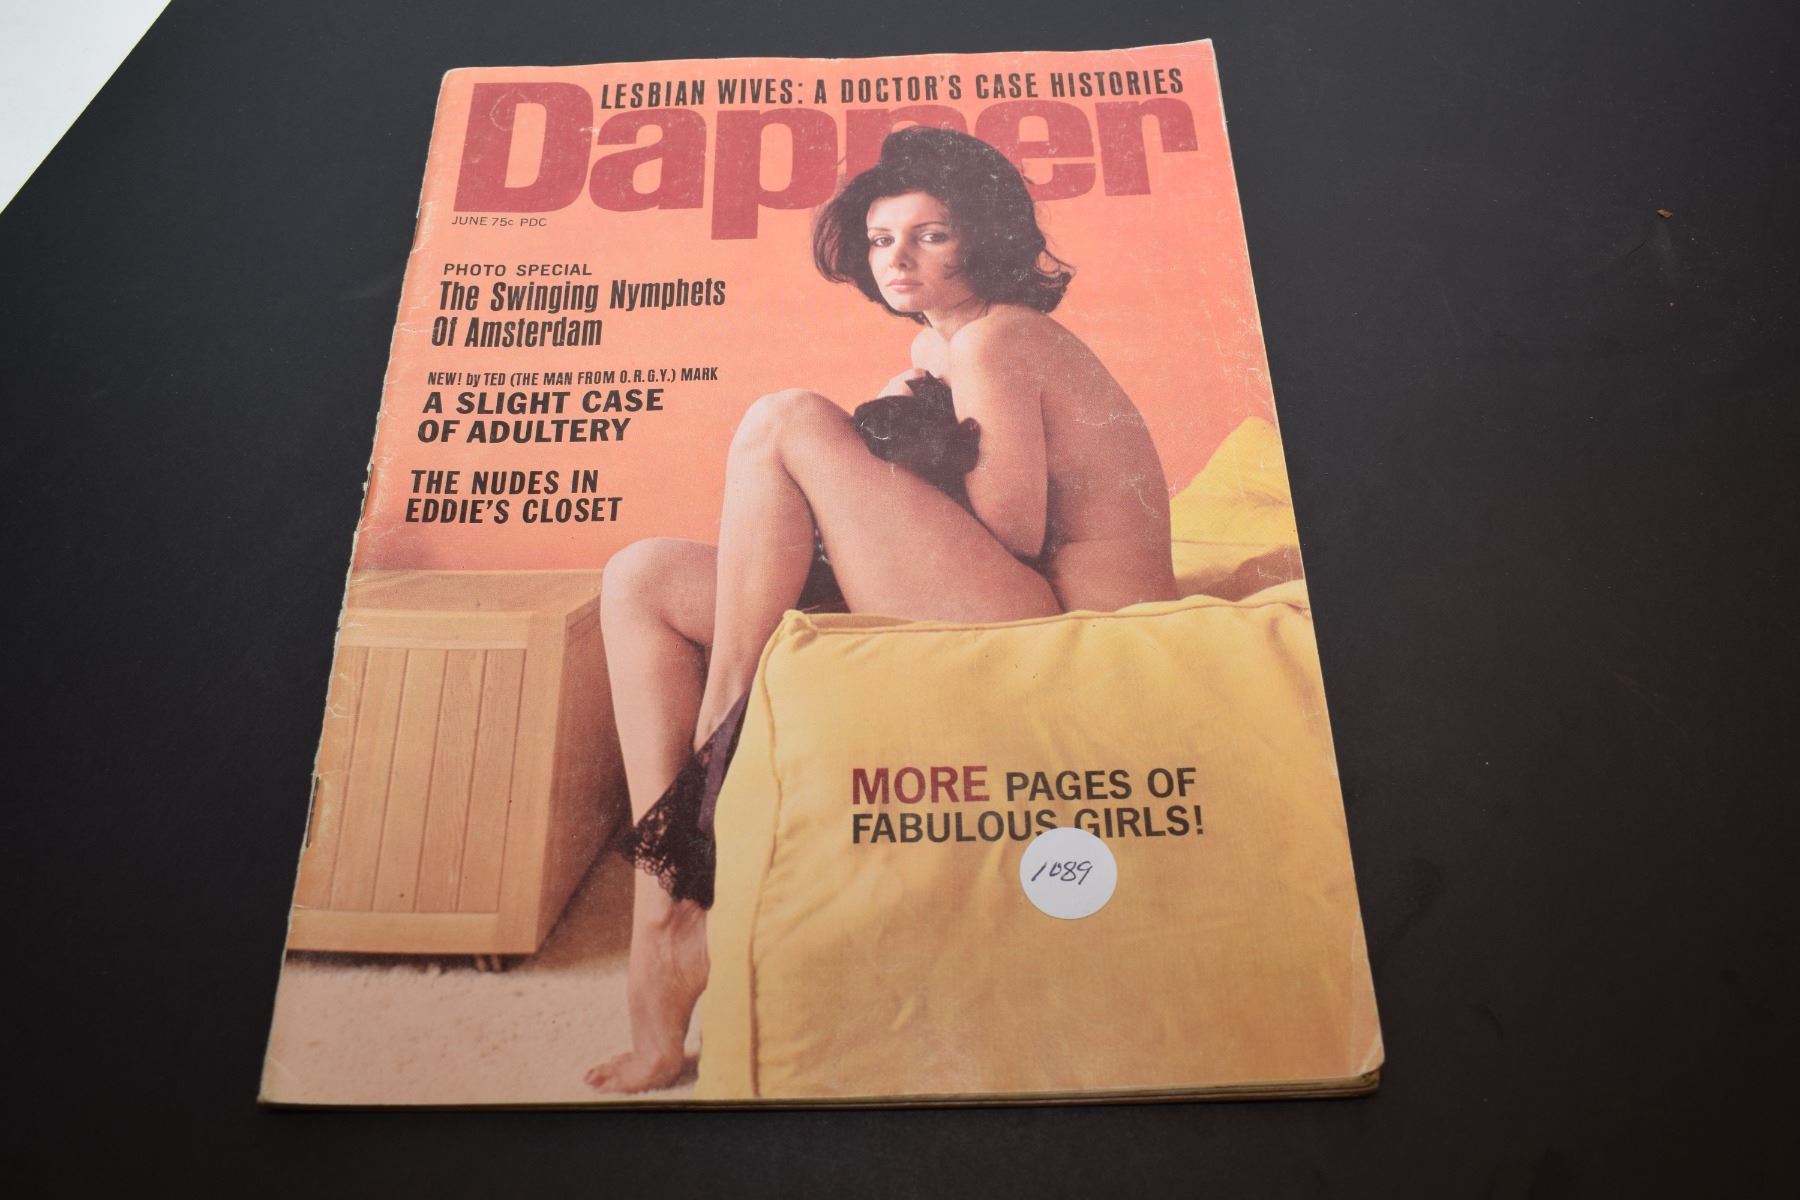 LESBIAN WIVES: A DOCTOR'S CASE HISTORIES
Dapper
JUNE 75c PDC
PHOTO SPECIAL
The Swinging Nymphets
Of Amsterdam
NEW! by TED (THE MAN FROM O.R.G.Y.) MARK
A SLIGHT CASE
OF ADULTERY
THE NUDES IN
EDDIE'S CLOSET
MORE PAGES OF
FABULOUS GIRLS!
1089